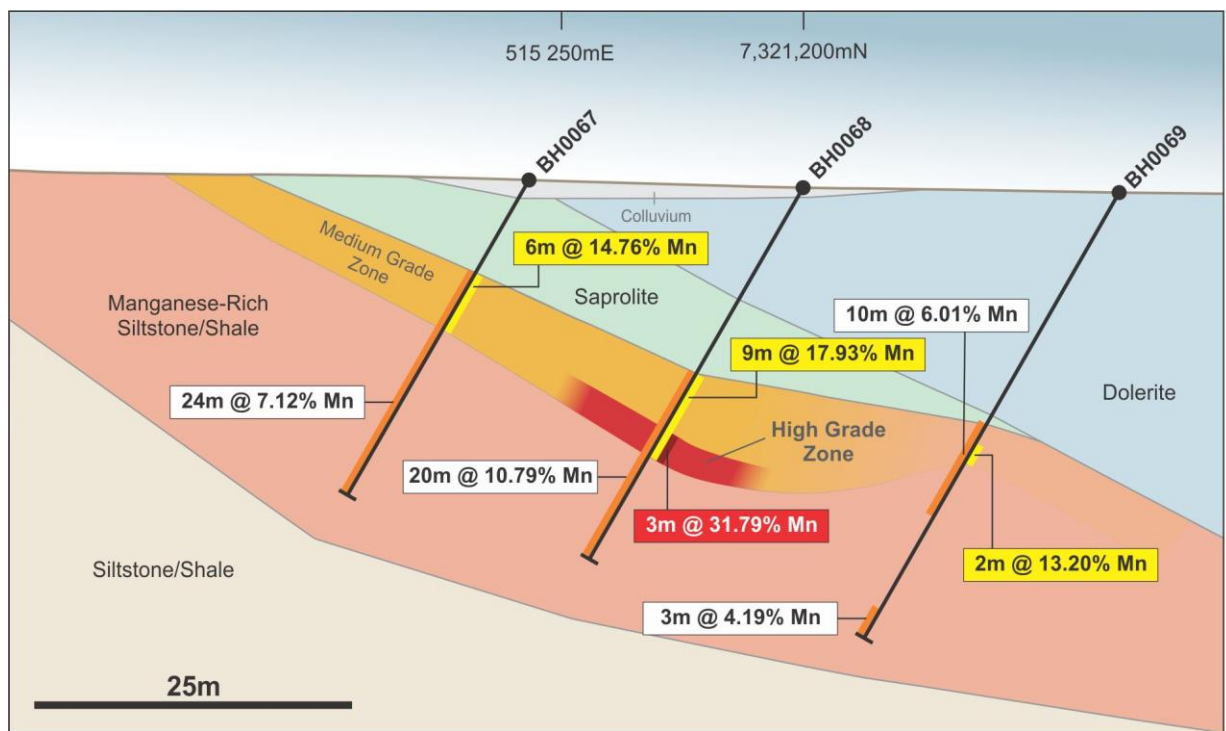 515 250mE
7,321,200mN
BH0067
BH0068
BH0069
Colluvium
Medium Grade
Zone
6m @ 14.76% Mn
Saprolite
Manganese-Rich
Siltstone/Shale
10m @ 6.01% Mn
9m @ 17.93% Mn
Dolerite
24m @ 7.12% Mn
High Grade
Zone
20m @ 10.79% Mn
3m @ 31.79% Mn
2m @ 13.20% Mn
Siltstone/Shale
3m @ 4.19% Mn
25m